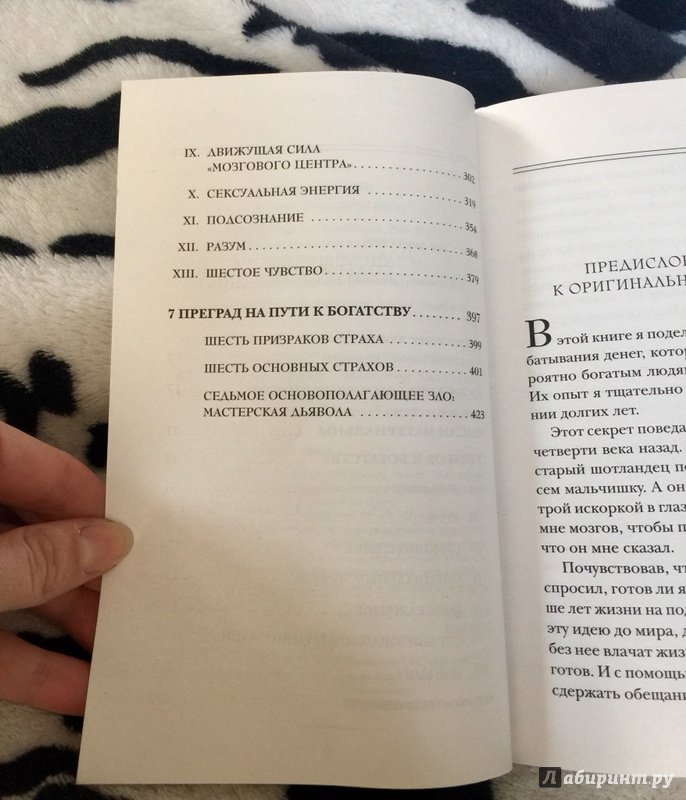 IX. ДВИЖУЩАЯ СИЛА
«МОЗГОВОГО ЦЕНТРА» 302
X. СЕКСУАЛЬНАЯ ЭНЕРГИЯ 319
XI. ПОДСОЗНАНИЕ 354
XII. РАЗУМ 368
XIII. ШЕСТОЕ ЧУВСТВО 379
7 ПРЕГРАД НА ПУТИ К БОГАТСТВУ 397
ШЕСТЬ ПРИЗРАКОВ СТРАХА 399
ШЕСТЬ ОСНОВНЫХ СТРАХОВ 401
СЕДЬМОЕ ОСНОВОПОЛАГАЮЩЕЕ ЗЛО:
МАСТЕРСКАЯ ДЬЯВОЛА 423
ПРЕДИСЛО
К ОРИГИНАЛЬН
В этой книге я подел
батывания денег, котор
роятно богатым людям
Их опыт я тщательно
нии долгих лет.
Этот секрет поведа
четверти века назад.
старый шотландец по
сем мальчишку. А он
трой искоркой в глаз
мне мозгов, чтобы п
что он мне сказал.
Почувствовав, чт
спросил, готов ли я
ше лет жизни на под
эту идею до мира, д
без нее влачат жиз
готов. И с помощь
сдержать обещани
Лабиринт.ру